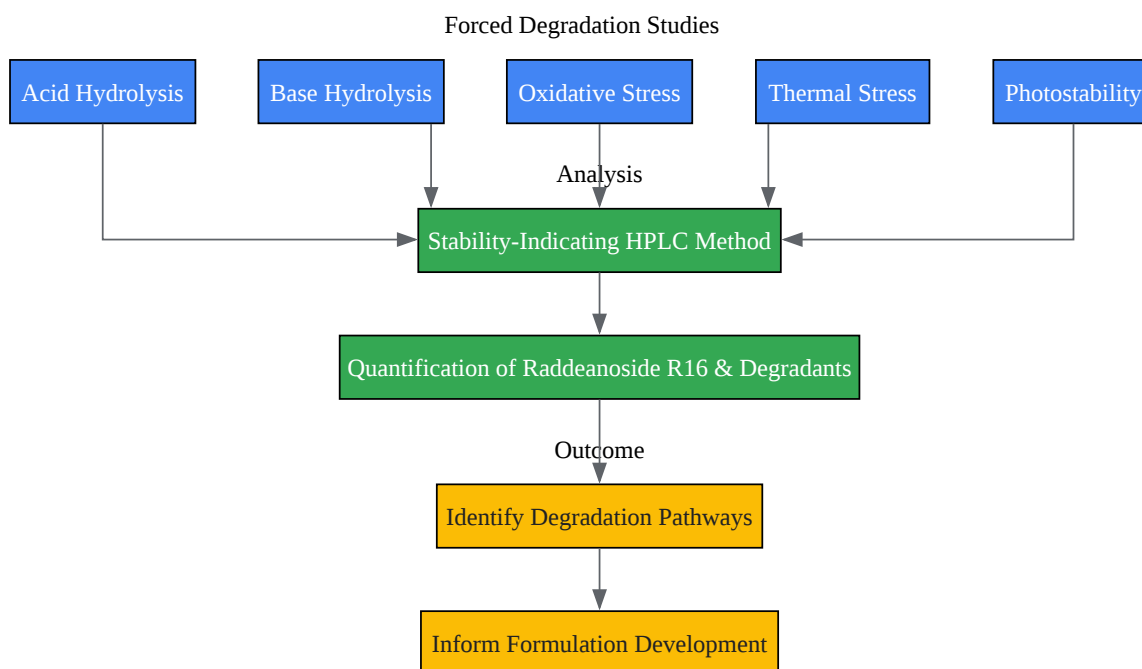 Forced Degradation Studies
Acid Hydrolysis
Base Hydrolysis
Oxidative Stress
Thermal Stress
Photostability
Analysis
Stability-Indicating HPLC Method
Quantification of Raddeanoside R16 & Degradants
Outcome
Identify Degradation Pathways
Inform Formulation Development